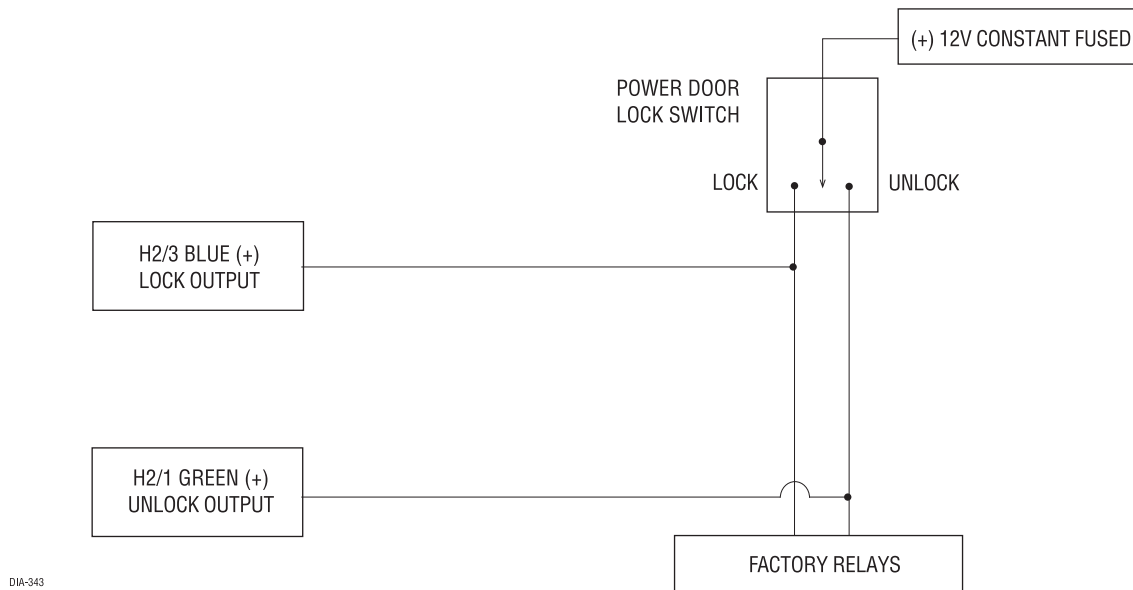 (+) 12V CONSTANT FUSED
POWER DOOR
LOCK SWITCH
LOCK
UNLOCK
H2/3 BLUE (+)
LOCK OUTPUT
H2/1 GREEN (+)
UNLOCK OUTPUT
FACTORY RELAYS
DIA-343